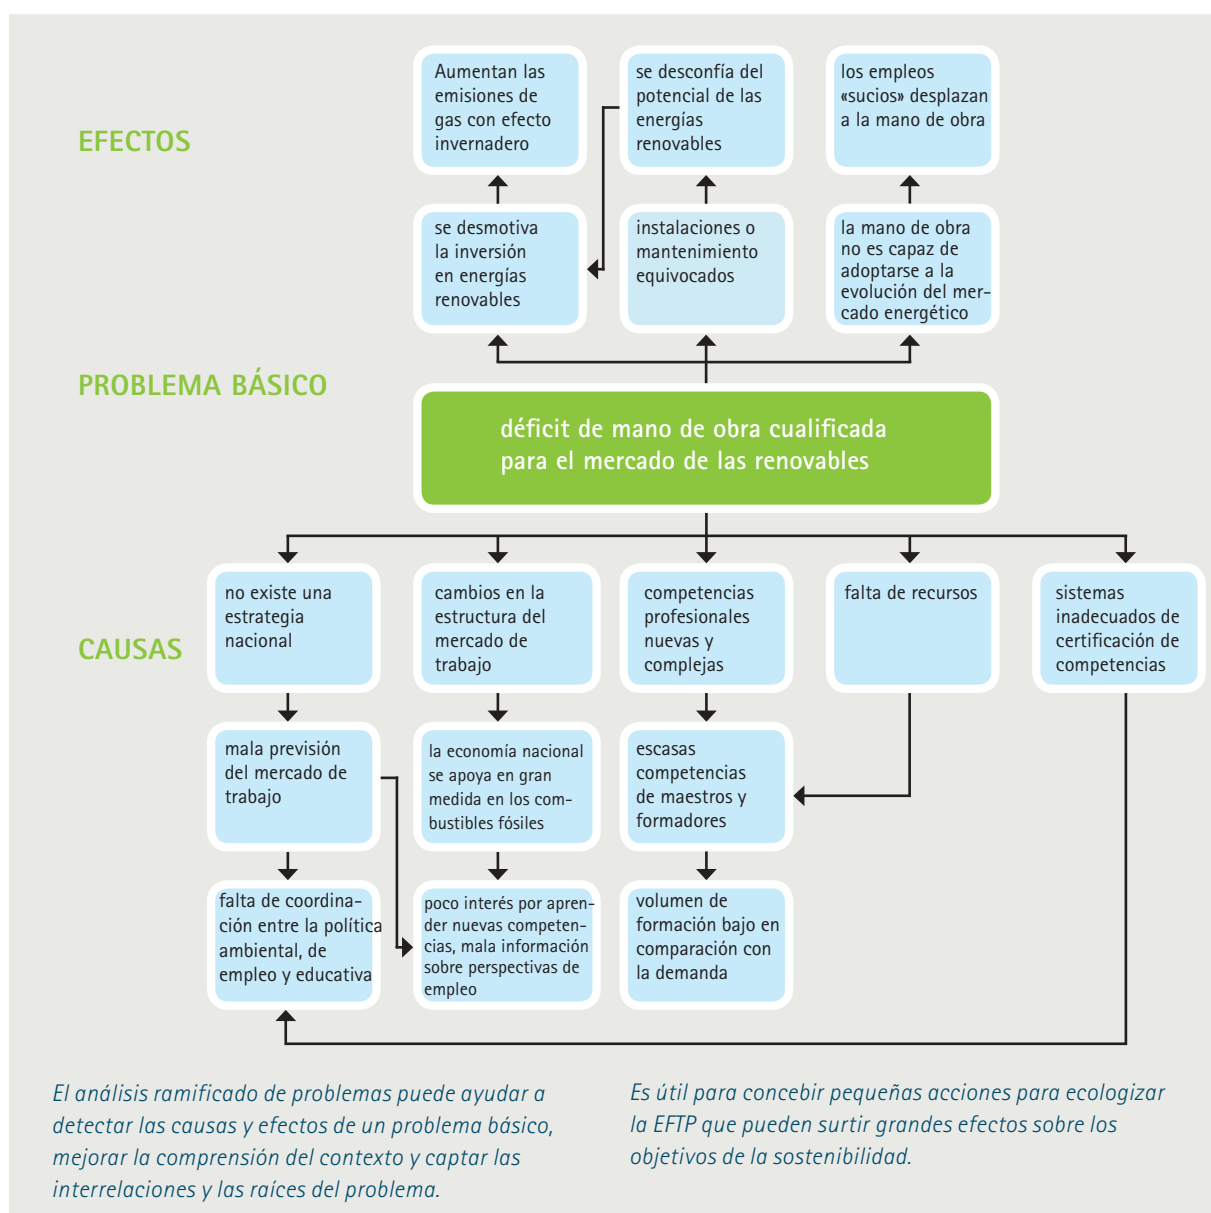 EFECTOS
Aumentan las
emisiones de
gas con efecto
invernadero
se desconfía del
potencial de las
energías
renovables
los empleos
«sucios» desplazan
a la mano de obra
se desmotiva
la inversión
en energías
renovables
instalaciones o
mantenimiento
equivocados
la mano de obra
no es capaz de
adoptarse a la
evolución del mer-
cado energético
PROBLEMA BÁSICO
déficit de mano de obra cualificada
para el mercado de las renovables
CAUSAS
no existe una
estrategia
nacional
cambios en la
estructura del
mercado de
trabajo
competencias
profesionales
nuevas y
complejas
falta de recursos
sistemas
inadecuados de
certificación de
competencias
mala previsión
del mercado de
trabajo
la economía nacional
se apoya en gran
medida en los com-
bustibles fósiles
escasas
competencias
de maestros y
formadores
falta de coordina-
ción entre la política
ambiental, de
empleo y educativa
poco interés por apren-
der nuevas competen-
cias, mala información
sobre perspectivas de
empleo
volumen de
formación bajo en
comparación con
la demanda
El análisis ramificado de problemas puede ayudar a
detectar las causas y efectos de un problema básico,
mejorar la comprensión del contexto y captar las
interrelaciones y las raíces del problema.
Es útil para concebir pequeñas acciones para ecologizar
la EFTP que pueden surtir grandes efectos sobre los
objetivos de la sostenibilidad.